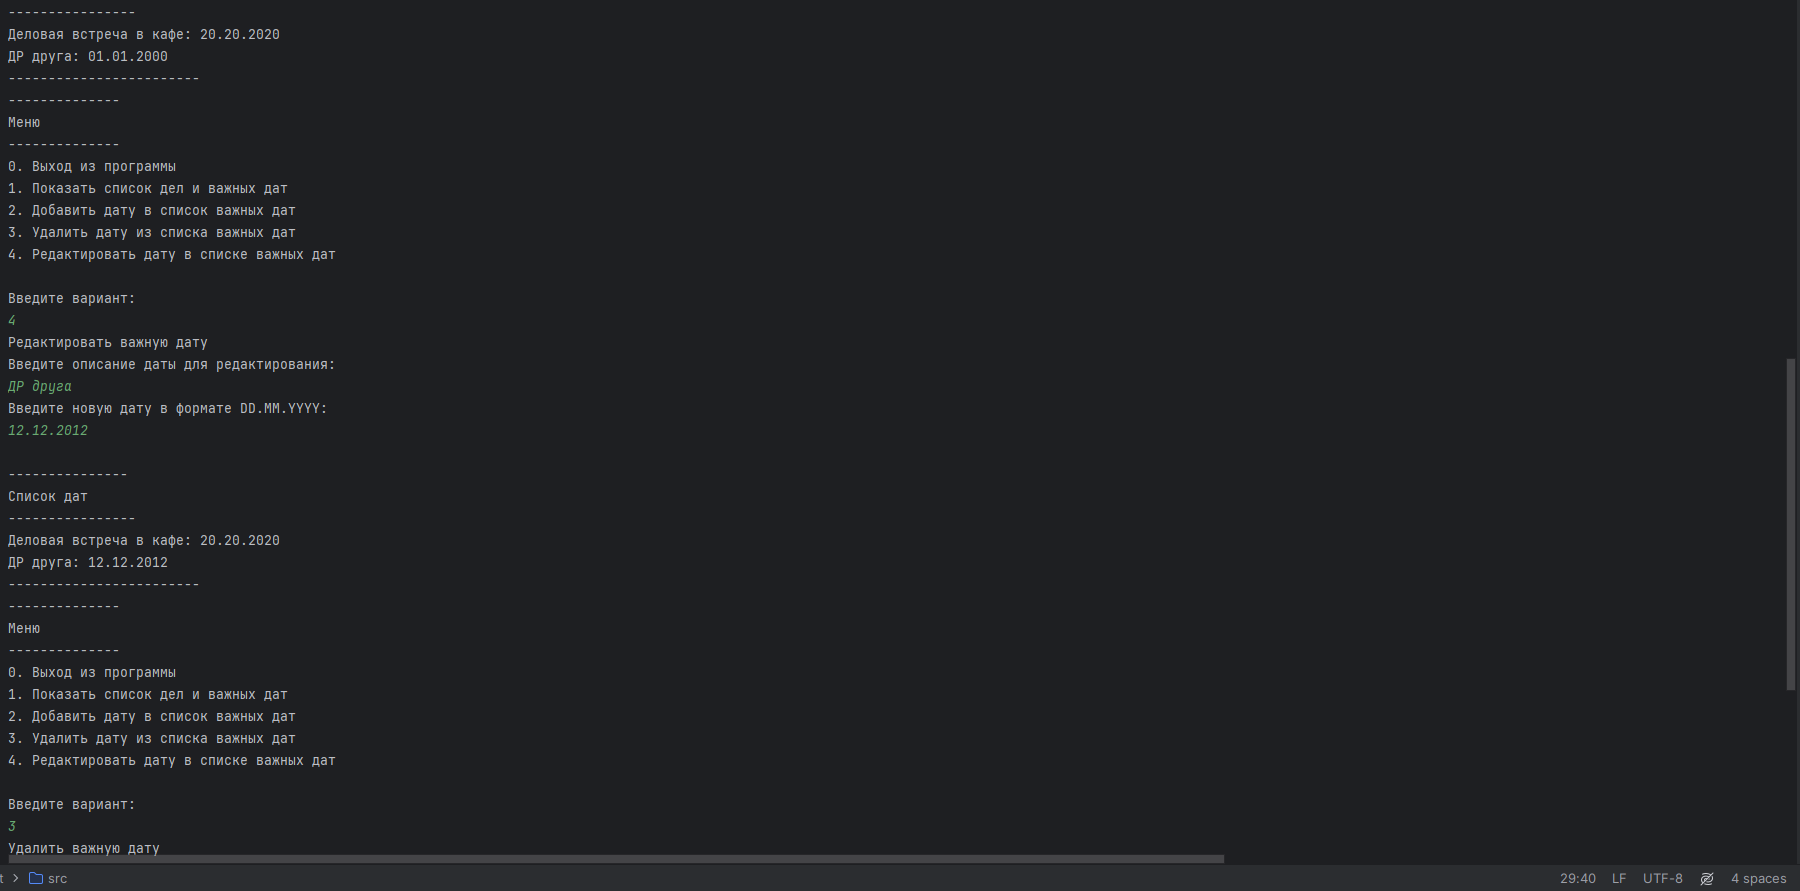 ----------------
Деловая встреча в кафе: 20.20.2020
ДР друга: 01.01.2000
------------------------
--------------
Меню
--------------
0. Выход из программы
1. Показать список дел и важных дат
2. Добавить дату в список важных дат
3. Удалить дату из списка важных дат
4. Редактировать дату в списке важных дат
Введите вариант:
4
Редактировать важную дату
Введите описание даты для редактирования:
ДР друга
Введите новую дату в формате DD.MM.YYYY:
12.12.2012
---------------
Список дат
----------------
Деловая встреча в кафе: 20.20.2020
ДР друга: 12.12.2012
------------------------
--------------
Меню
--------------
0. Выход из программы
1. Показать список дел и важных дат
2. Добавить дату в список важных дат
3. Удалить дату из списка важных дат
4. Редактировать дату в списке важных дат
Введите вариант:
3
Удалить важную дату
t > src 29:40 LF UTF-8 4 spaces